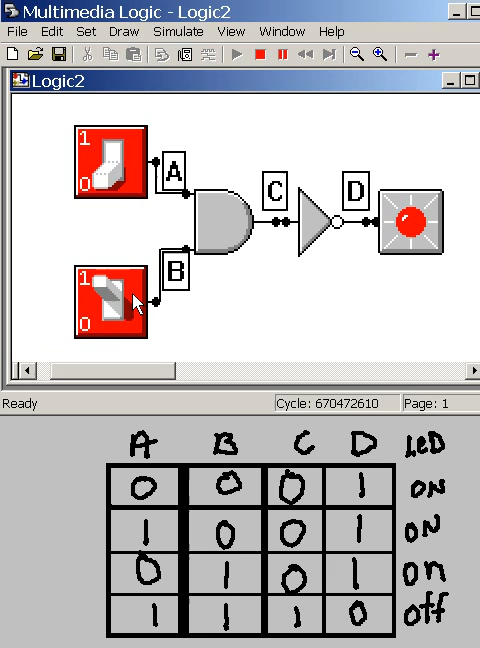 Multimedia Logic - Logic2
File Edit Set Draw Simulate View Window Help
Logic2
1
0
A
C
D
B
1
0
Ready Cycle: 670472610 Page: 1
A B C D LED
0 0 0 1 ON
1 0 0 1 ON
0 1 0 1 on
1 1 1 0 off